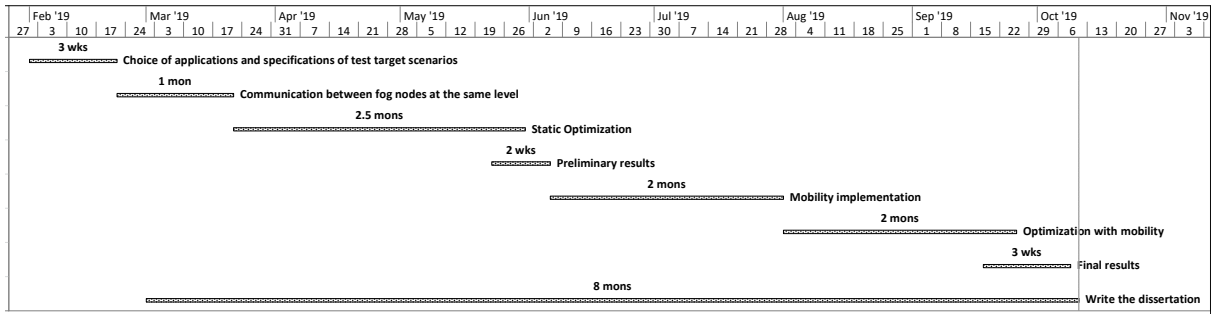 Feb '19 Mar '19 Apr '19 May '19 Jun '19 Jul '19 Aug '19 Sep '19 Oct '19 Nov '19
27 3 10 17 24 3 10 17 24 31 7 14 21 28 5 12 19 26 2 9 16 23 30 7 14 21 28 4 11 18 25 1 8 15 22 29 6 13 20 27 3
3 wks
Choice of applications and specifications of test target scenarios
1 mon
Communication between fog nodes at the same level
2.5 mons
Static Optimization
2 wks
Preliminary results
2 mons
Mobility implementation
2 mons
Optimization with mobility
3 wks
Final results
8 mons
Write the dissertation